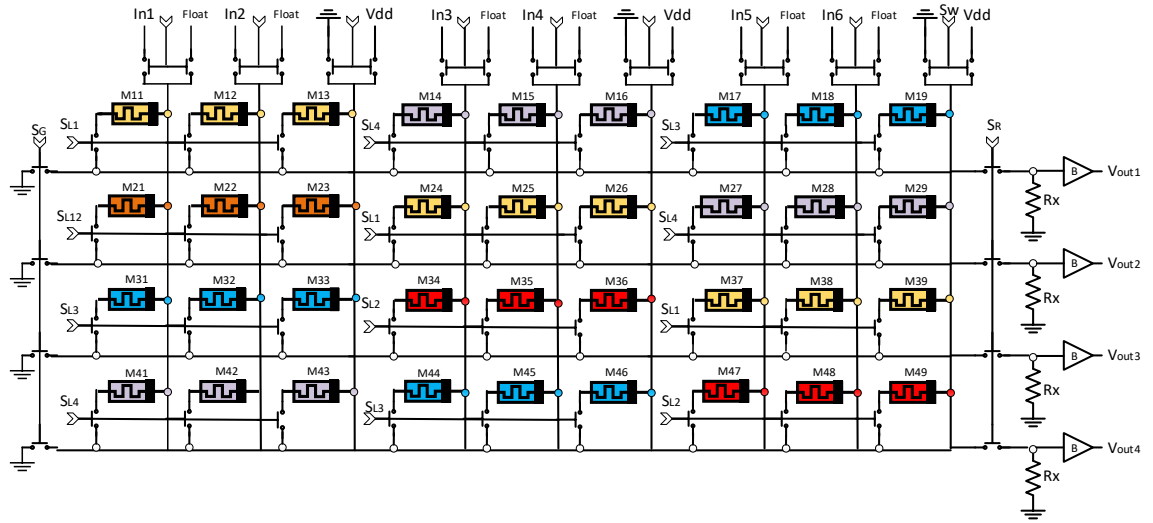 In1 Float In2 Float Vdd In3 Float In4 Float Vdd In5 Float In6 Float Sw Vdd
M11 M12 M13 M14 M15 M16 M17 M18 M19
SG SL1 SL4 SL3 SR
B Vout1
Rx
M21 M22 M23 M24 M25 M26 M27 M28 M29
SL12 SL1 SL4
B Vout2
Rx
M31 M32 M33 M34 M35 M36 M37 M38 M39
SL3 SL2 SL1
B Vout3
Rx
M41 M42 M43 M44 M45 M46 M47 M48 M49
SL4 SL3 SL2
B Vout4
Rx